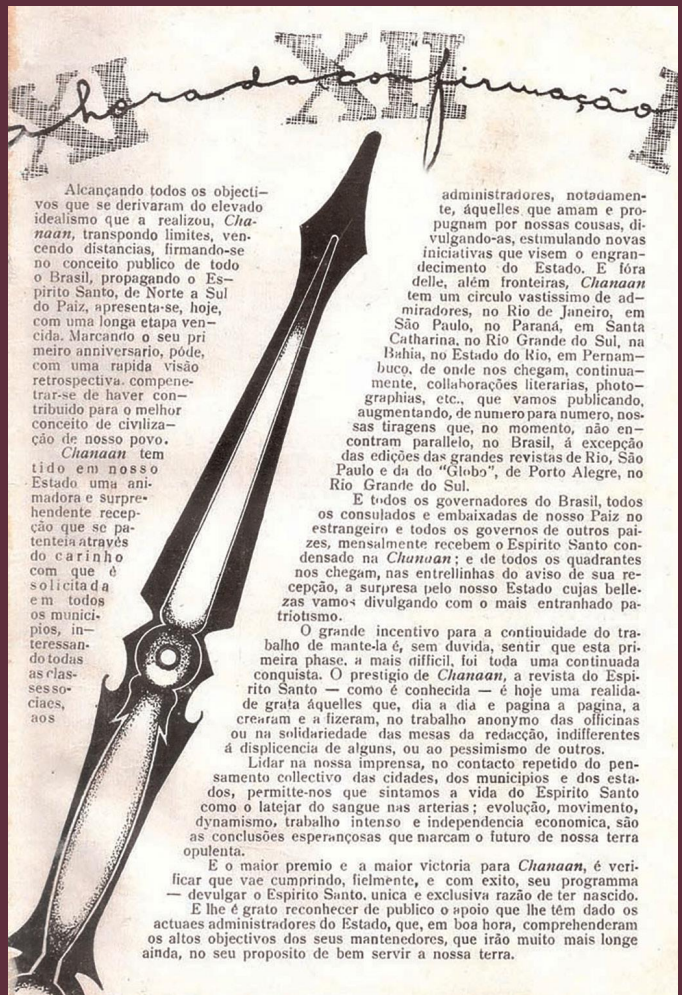 XI
XII
a hora da confirmação
Alcançando todos os objecti-
vos que se derivaram do elevado
idealismo que a realizou, Cha-
naan, transpondo limites, ven-
cendo distancias, firmando-se
no conceito publico de todo
o Brasil, propagando o Es-
pirito Santo, de Norte a Sul
do Paiz, apresenta-se, hoje,
com uma longa etapa ven-
cida. Marcando o seu pri
meiro anniversario, póde,
com uma rapida visão
retrospectiva, compene-
trar-se de haver con-
tribuido para o melhor
conceito de civiliza-
ção de nosso povo.
Chanaan tem
tido em nosso
Estado uma ani-
madora e surpre-
hendente recep-
ção que se pa-
tenteia através
do carinho
com que é
solicitada
em todos
os munici-
pios, in-
teressan-
do todas
as clas-
ses so-
ciaes,
aos
administradores, notadamen-
te, áquelles que amam e pro-
pugnam por nossas cousas, di-
vulgando-as, estimulando novas
iniciativas que visem o engran-
decimento do Estado. E fóra
delle, além fronteiras, Chanaan
tem um circulo vastissimo de ad-
miradores, no Rio de Janeiro, em
São Paulo, no Paraná, em Santa
Catharina, no Rio Grande do Sul, na
Bahia, no Estado do Rio, em Pernam-
buco, de onde nos chegam, continua-
mente, collaborações literarias, photo-
graphias, etc., que vamos publicando,
augmentando, de numero para numero, nos-
sas tiragens que, no momento, não en-
contram parallelo, no Brasil, á excepção
das edições das grandes revistas de Rio, São
Paulo e da do "Globo", de Porto Alegre, no
Rio Grande do Sul.
E todos os governadores do Brasil, todos
os consulados e embaixadas de nosso Paiz no
estrangeiro e todos os governos de outros pai-
zes, mensalmente recebem o Espirito Santo con-
densado na Chanaan; e de todos os quadrantes
nos chegam, nas entrellinhas do aviso de sua re-
cepção, a surpresa pelo nosso Estado cujas belle-
zas vamos divulgando com o mais entranhado pa-
triotismo.
O grande incentivo para a continuidade do tra-
balho de mante-la é, sem duvida, sentir que esta pri-
meira phase, a mais difficil, foi toda uma continuada
conquista. O prestigio de Chanaan, a revista do Espi-
rito Santo — como é conhecida — é hoje uma realida-
de grata áquelles que, dia a dia e pagina a pagina, a
crearam e a fizeram, no trabalho anonymo das officinas
ou na solidariedade das mesas da redacção, indifferentes
á displicencia de alguns, ou ao pessimismo de outros.
Lidar na nossa imprensa, no contacto repetido do pen-
samento collectivo das cidades, dos municipios e dos esta-
dos, permitte-nos que sintamos a vida do Espirito Santo
como o latejar do sangue nas arterias; evolução, movimento,
dynamismo, trabalho intenso e independencia economica, são
as conclusões esperançosas que marcam o futuro de nossa terra
opulenta.
E o maior premio e a maior victoria para Chanaan, é veri-
ficar que vae cumprindo, fielmente, e com exito, seu programma
— devulgar o Espirito Santo, unica e exclusiva razão de ter nascido.
E lhe é grato reconhecer de publico o apoio que lhe têm dado os
actuaes administradores do Estado, que, em boa hora, comprehenderam
os altos objectivos dos seus mantenedores, que irão muito mais longe
ainda, no seu proposito de bem servir a nossa terra.